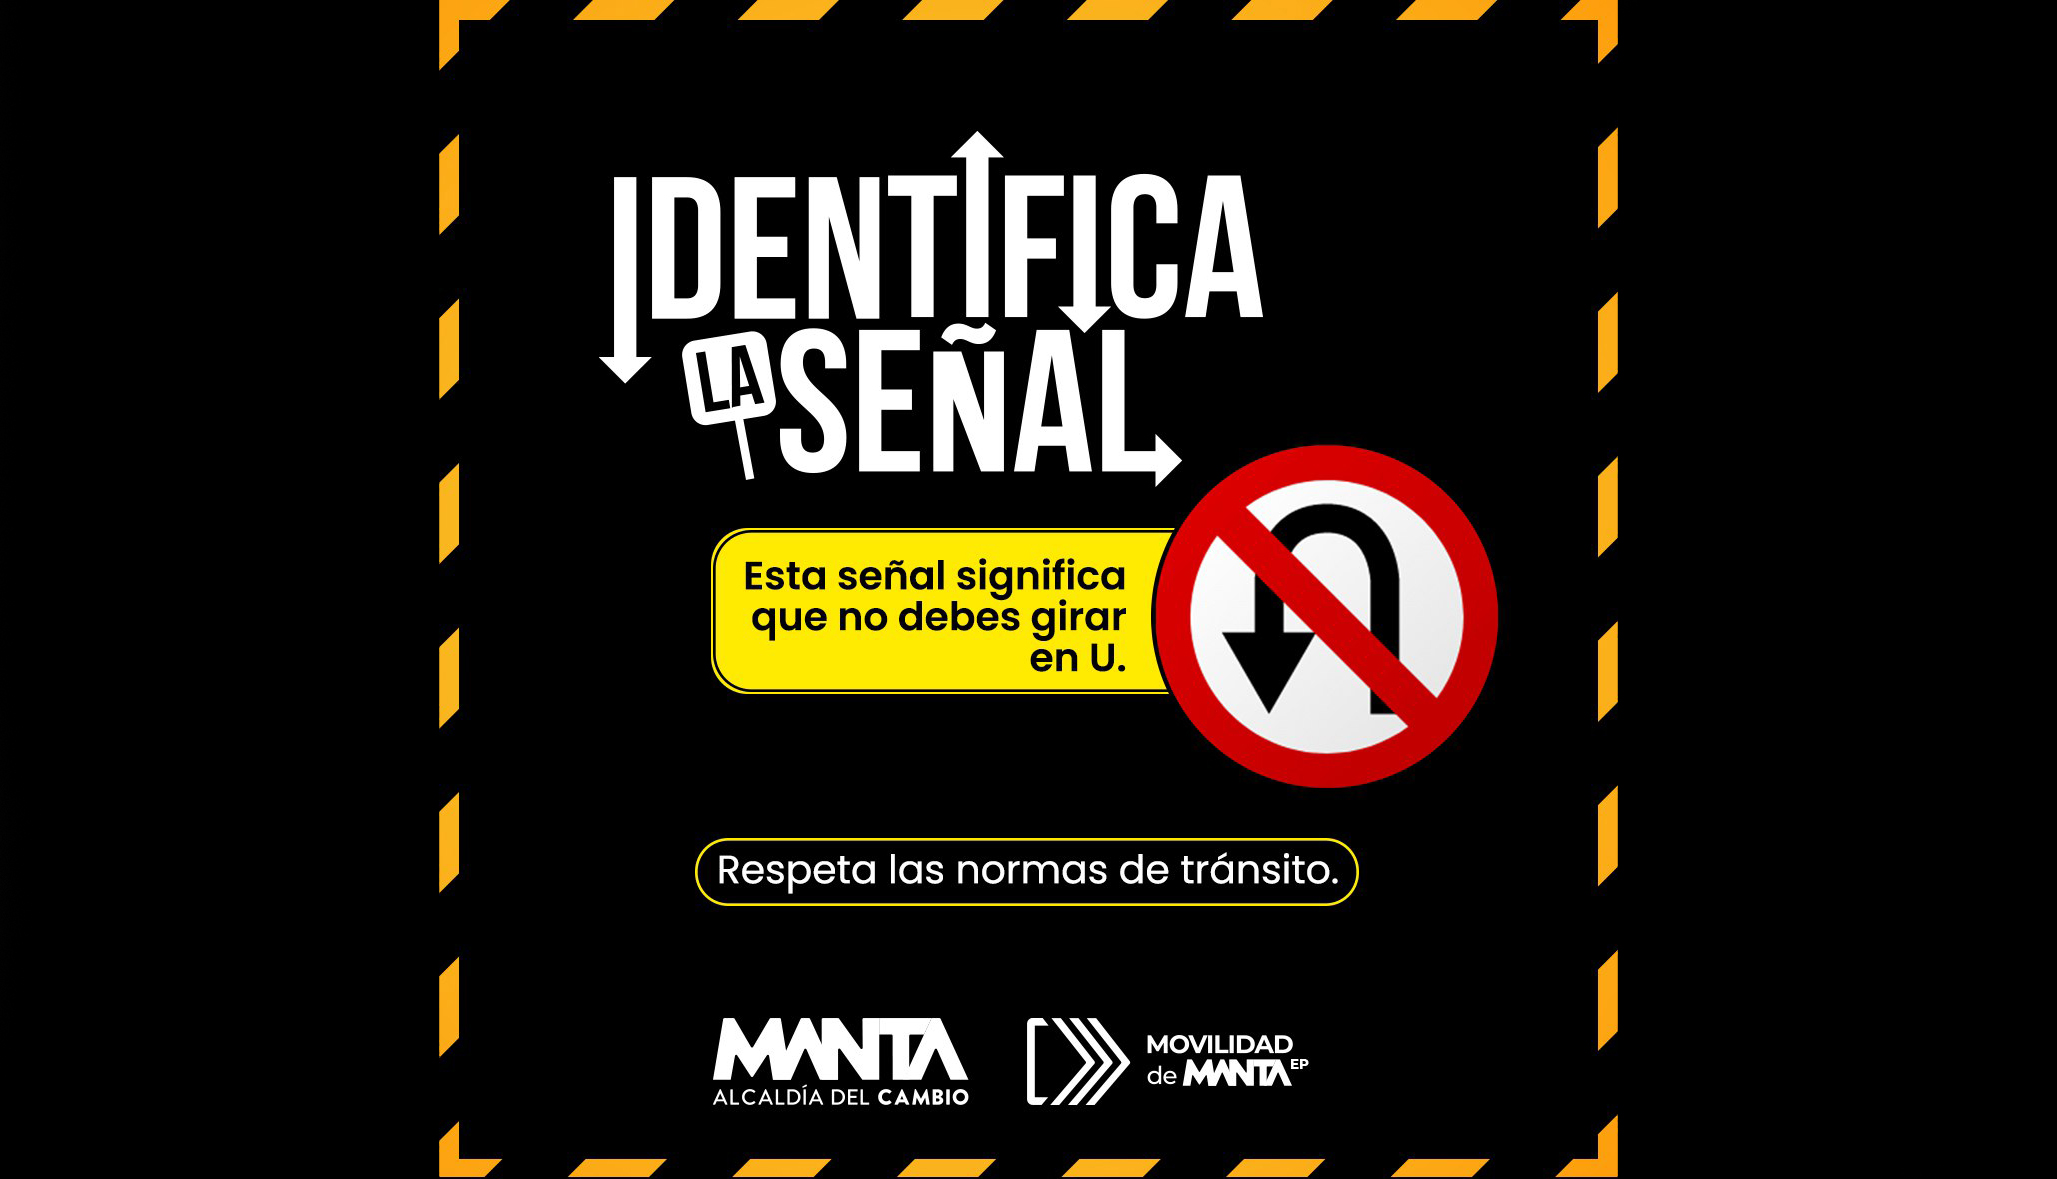 IDENTIFICA
LA SEÑAL
Esta señal significa
que no debes girar
en U.
Respeta las normas de tránsito.
MANTA
ALCALDÍA DEL CAMBIO
MOVILIDAD
de MANTA EP